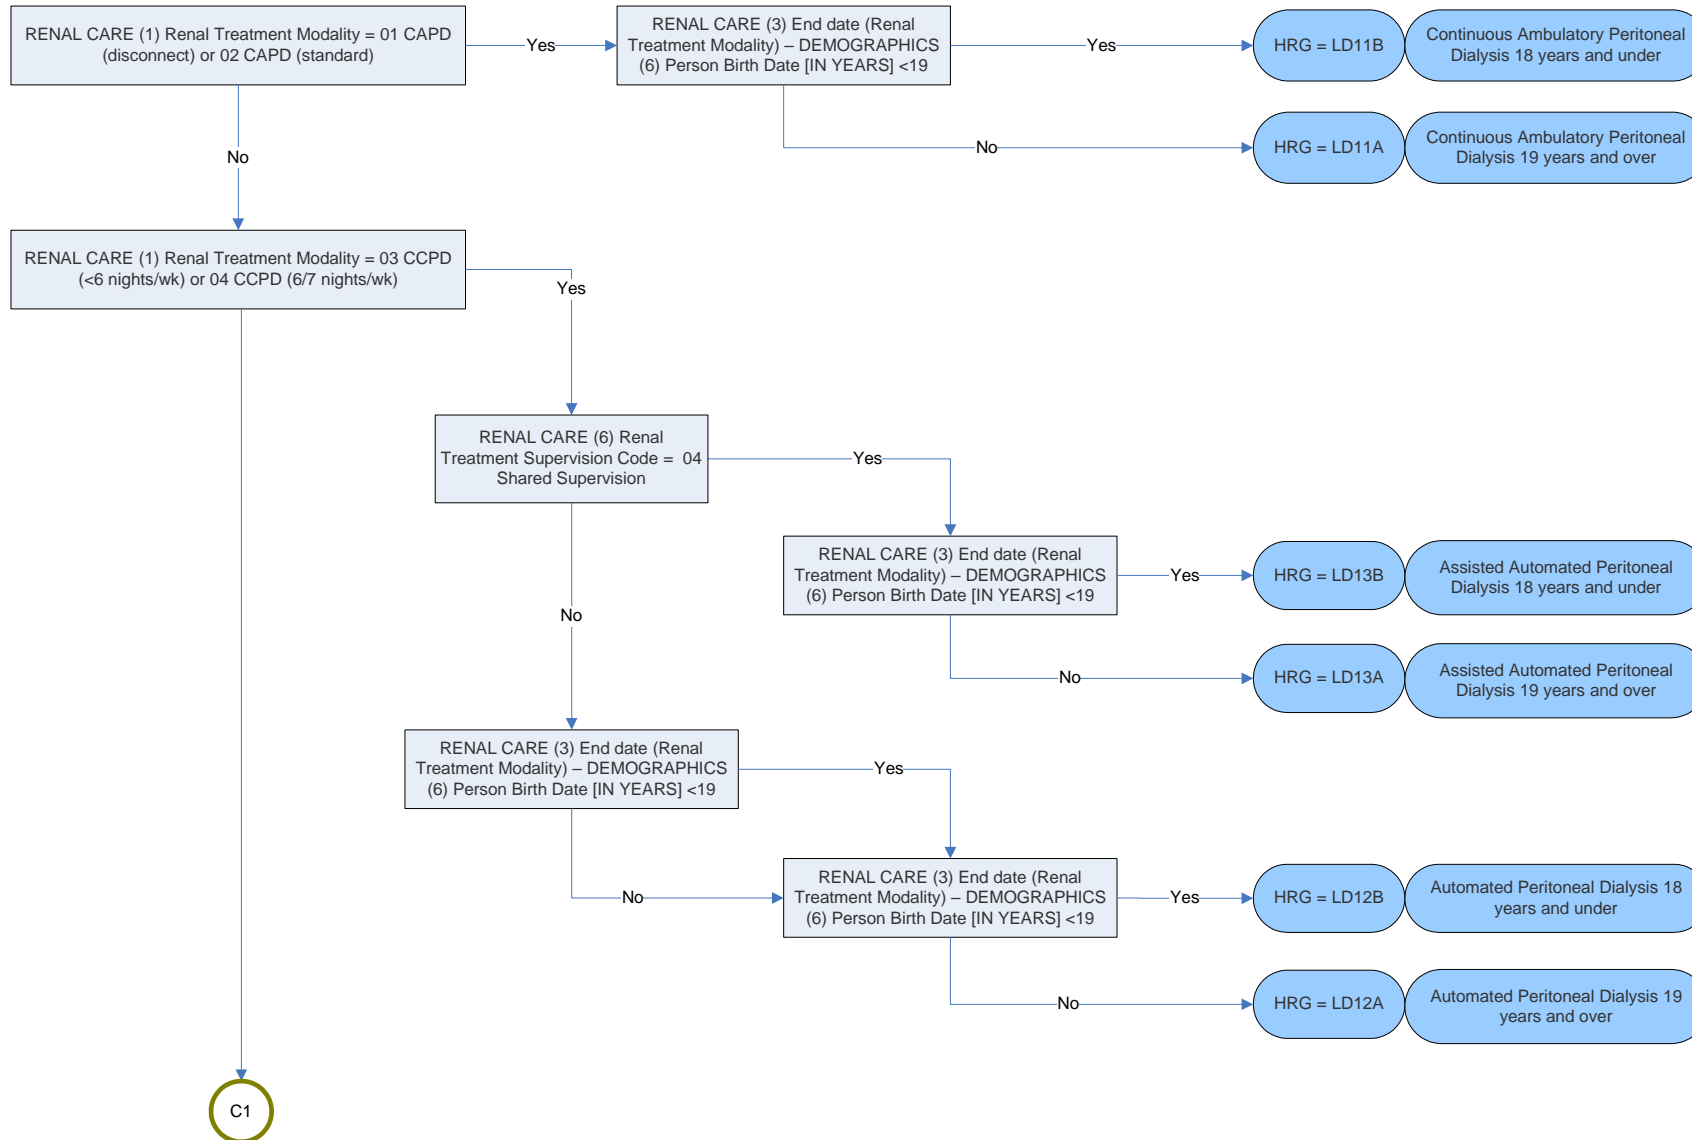 RENAL CARE (1) Renal Treatment Modality = 01 CAPD
(disconnect) or 02 CAPD (standard)
Yes
RENAL CARE (3) End date (Renal
Treatment Modality) – DEMOGRAPHICS
(6) Person Birth Date [IN YEARS] <19
Yes
HRG = LD11B
Continuous Ambulatory Peritoneal
Dialysis 18 years and under
No
HRG = LD11A
Continuous Ambulatory Peritoneal
Dialysis 19 years and over
No
RENAL CARE (1) Renal Treatment Modality = 03 CCPD
(<6 nights/wk) or 04 CCPD (6/7 nights/wk)
Yes
RENAL CARE (6) Renal
Treatment Supervision Code = 04
Shared Supervision
Yes
RENAL CARE (3) End date (Renal
Treatment Modality) – DEMOGRAPHICS
(6) Person Birth Date [IN YEARS] <19
Yes
HRG = LD13B
Assisted Automated Peritoneal
Dialysis 18 years and under
No
No
HRG = LD13A
Assisted Automated Peritoneal
Dialysis 19 years and over
RENAL CARE (3) End date (Renal
Treatment Modality) – DEMOGRAPHICS
(6) Person Birth Date [IN YEARS] <19
Yes
No
RENAL CARE (3) End date (Renal
Treatment Modality) – DEMOGRAPHICS
(6) Person Birth Date [IN YEARS] <19
Yes
HRG = LD12B
Automated Peritoneal Dialysis 18
years and under
No
HRG = LD12A
Automated Peritoneal Dialysis 19
years and over
C1